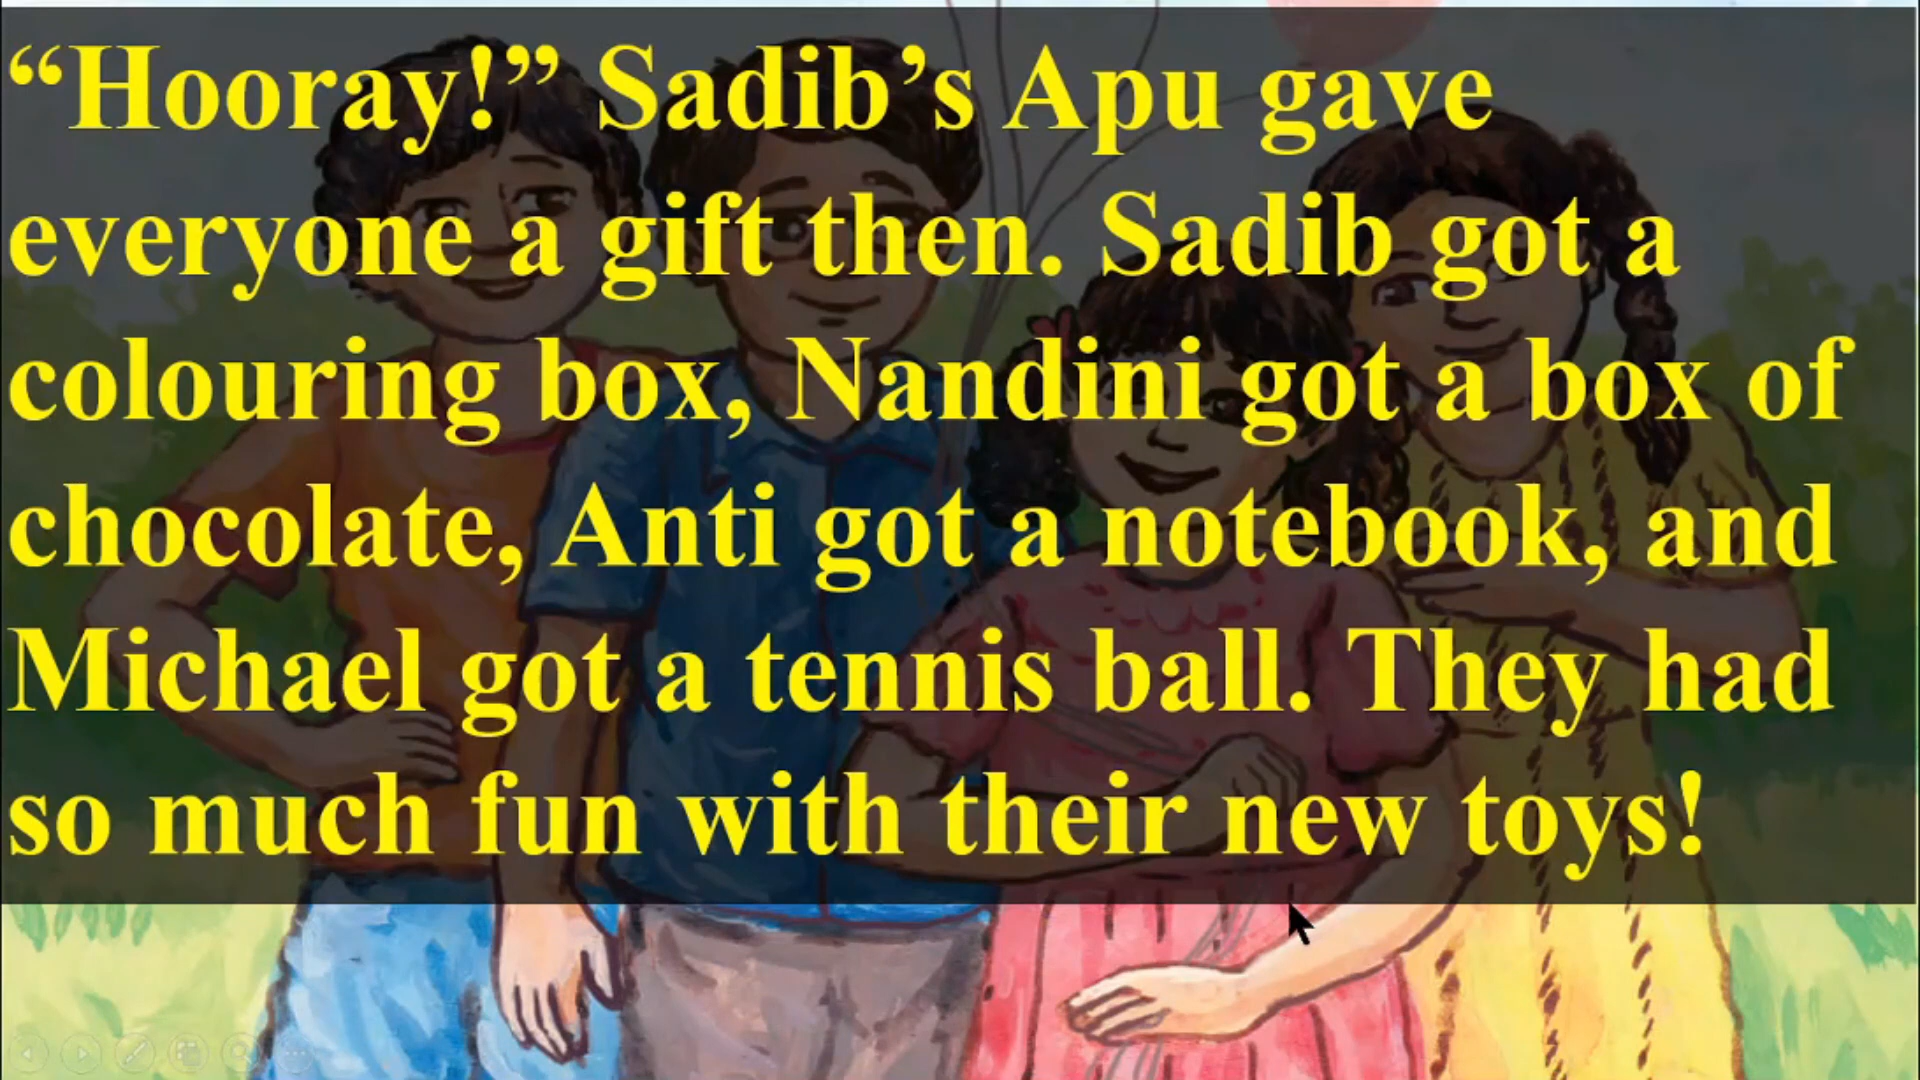 “Hooray!” Sadib’s Apu gave
everyone a gift then. Sadib got a
colouring box, Nandini got a box of
chocolate, Anti got a notebook, and
Michael got a tennis ball. They had
so much fun with their new toys!